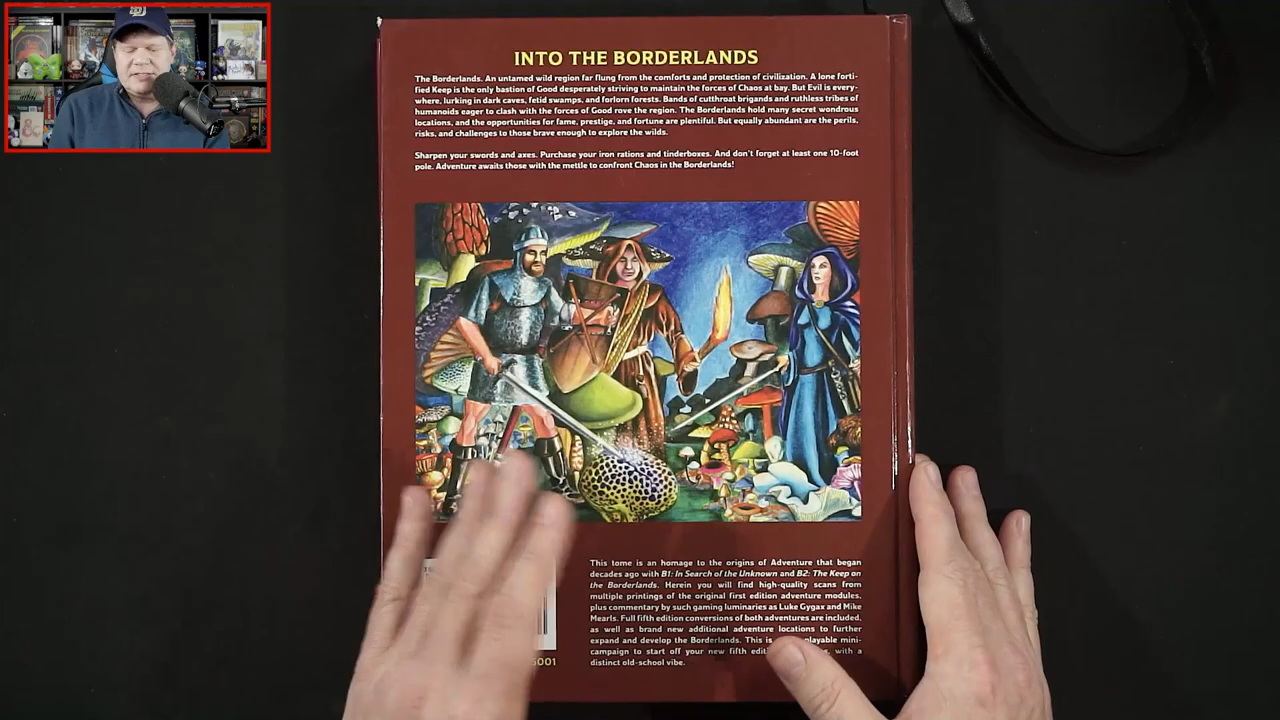 INTO THE BORDERLANDS
The Borderlands. An untamed wild region far flung from the comforts and protection of civilization. A lone forti-
fied Keep is the only bastion of Good desperately striving to maintain the forces of Chaos at bay. But Evil is every-
where, lurking in dark caves, fetid swamps, and forlorn forests. Bands of cutthroat brigands and ruthless tribes of
humanoids eager to clash with the forces of Good rove the region. The Borderlands hold many secret wondrous
locations, and the opportunities for fame, prestige, and fortune are plentiful. But equally abundant are the perils,
risks, and challenges to those brave enough to explore the wilds.
Sharpen your swords and axes. Purchase your iron rations and tinderboxes. And don't forget at least one 10-foot
pole. Adventure awaits those with the mettle to confront Chaos in the Borderlands!
This tome is an homage to the origins of Adventure that began
decades ago with B1: In Search of the Unknown and B2: The Keep on
the Borderlands. Herein you will find high-quality scans from
multiple printings of the original first edition adventure modules,
plus commentary by such gaming luminaries as Luke Gygax and Mike
Mearls. Full fifth edition conversions of both adventures are included,
as well as brand new additional adventure locations to further
expand and develop the Borderlands. This is playable mini-
campaign to start off your new fifth with a
distinct old-school vibe.
5001